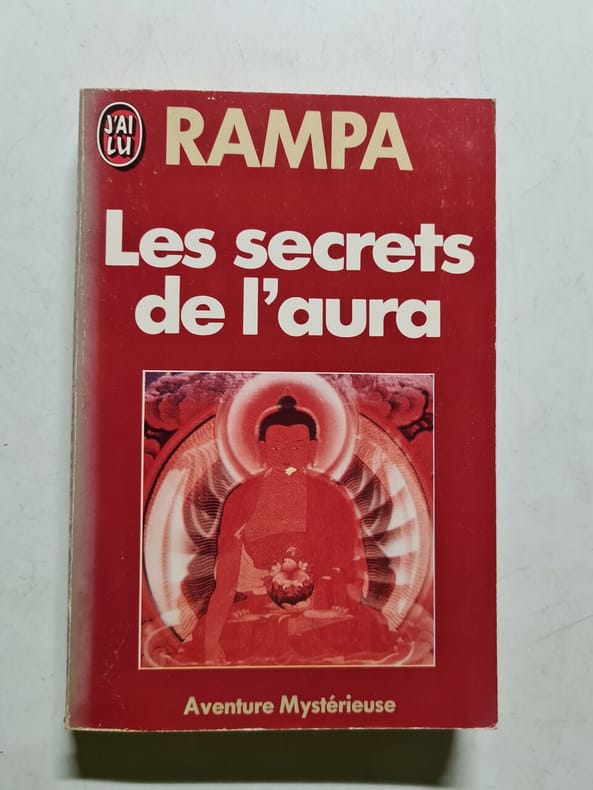 J'AI
LU
RAMPA
Les secrets
de l'aura
Aventure Mystérieuse